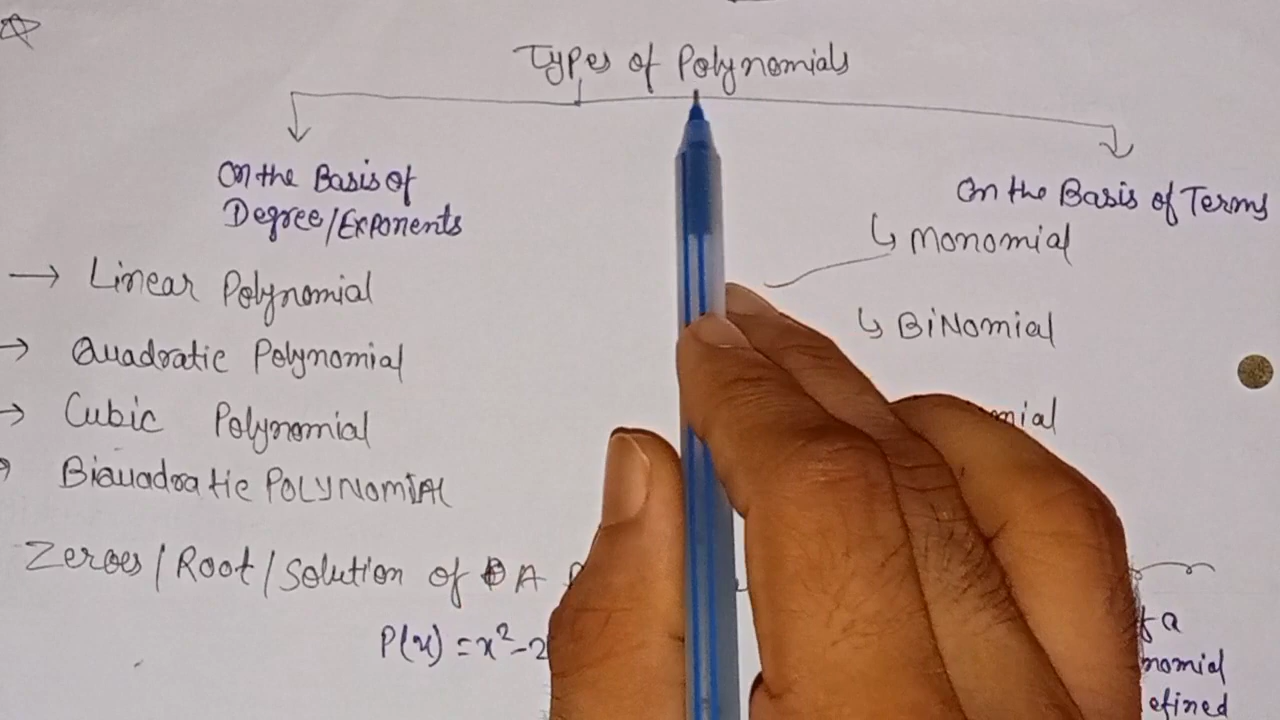 Types of Polynomials
On the Basis of
Degree/Exponents
→ Linear Polynomial
→ Quadratic Polynomial
→ Cubic Polynomial
→ Biquadratic POLYNOMIAL
On the Basis of Terms
↳ Monomial
↳ BiNomial
mial
Zeroes/Root/Solution of A
P(x) = x²-2
f a
nomial
efined